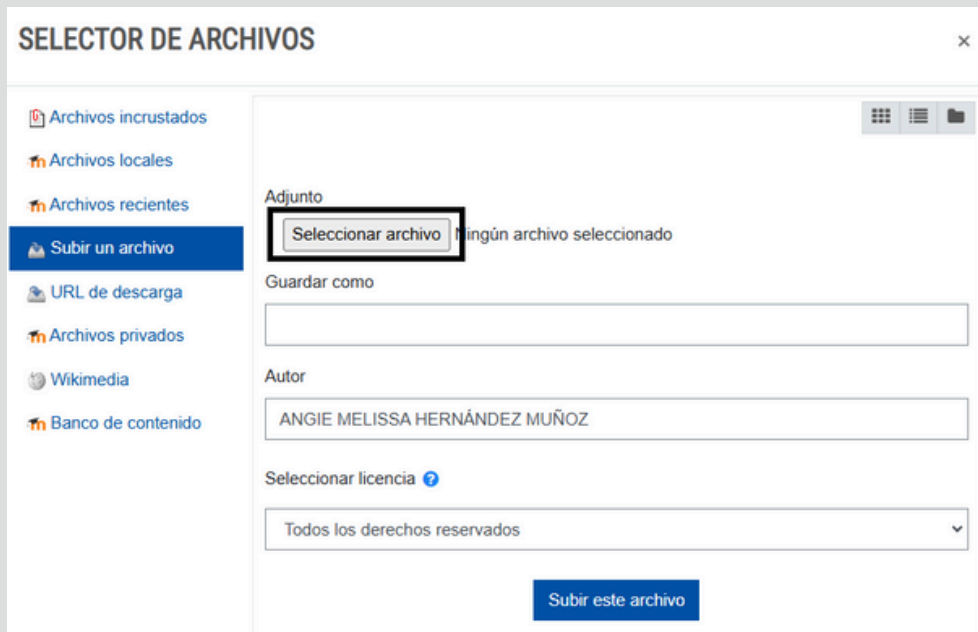 SELECTOR DE ARCHIVOS
×
Archivos incrustados
Archivos locales
Archivos recientes
Subir un archivo
URL de descarga
Archivos privados
Wikimedia
Banco de contenido
Adjunto
Seleccionar archivo Ningún archivo seleccionado
Guardar como
Autor
ANGIE MELISSA HERNÁNDEZ MUÑOZ
Seleccionar licencia ?
Todos los derechos reservados
Subir este archivo